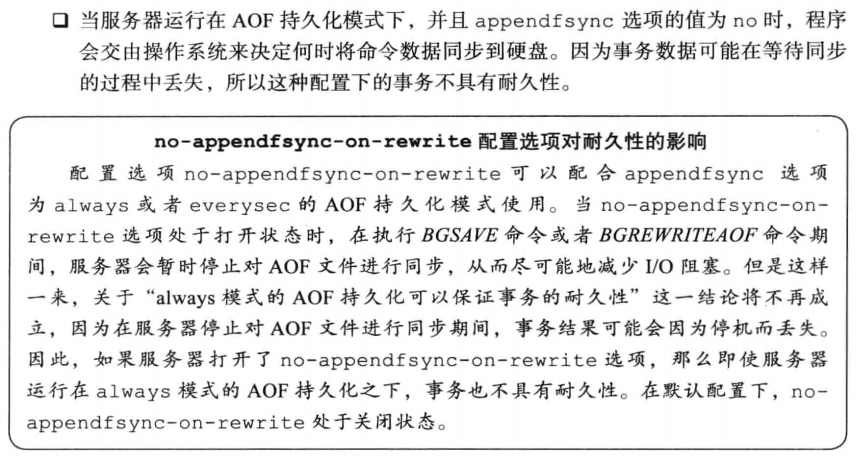 ❑ 当服务器运行在 AOF 持久化模式下，并且 appendfsync 选项的值为 no 时，程序
会交由操作系统来决定何时将命令数据同步到硬盘。因为事务数据可能在等待同步
的过程中丢失，所以这种配置下的事务不具有耐久性。
no-appendfsync-on-rewrite 配置选项对耐久性的影响
配置选项 no-appendfsync-on-rewrite 可以配合 appendfsync 选项
为 always 或者 everysec 的 AOF 持久化模式使用。当 no-appendfsync-on-
rewrite 选项处于打开状态时，在执行 BGSAVE 命令或者 BGREWRITEAOF 命令期
间，服务器会暂时停止对 AOF 文件进行同步，从而尽可能地减少 I/O 阻塞。但是这样
一来，关于“always 模式的 AOF 持久化可以保证事务的耐久性”这一结论将不再成
立，因为在服务器停止对 AOF 文件进行同步期间，事务结果可能会因为停机而丢失。
因此，如果服务器打开了 no-appendfsync-on-rewrite 选项，那么即使服务器
运行在 always 模式的 AOF 持久化之下，事务也不具有耐久性。在默认配置下，no-
appendfsync-on-rewrite 处于关闭状态。